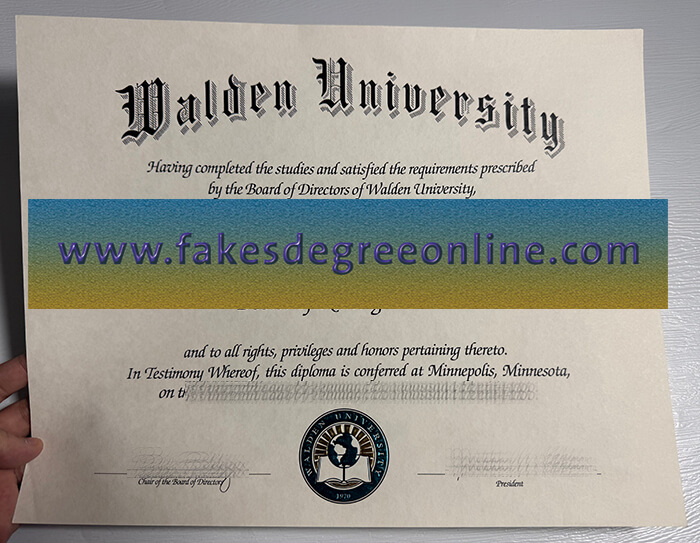 Walden University
Having completed the studies and satisfied the requirements prescribed
by the Board of Directors of Walden University,
www.fakesdegreeonline.com
and to all rights, privileges and honors pertaining thereto.
In Testimony Whereof, this diploma is conferred at Minnepolis, Minnesota,
on
WALDEN UNIVERSITY
1970
Chair of the Board of Directors
President